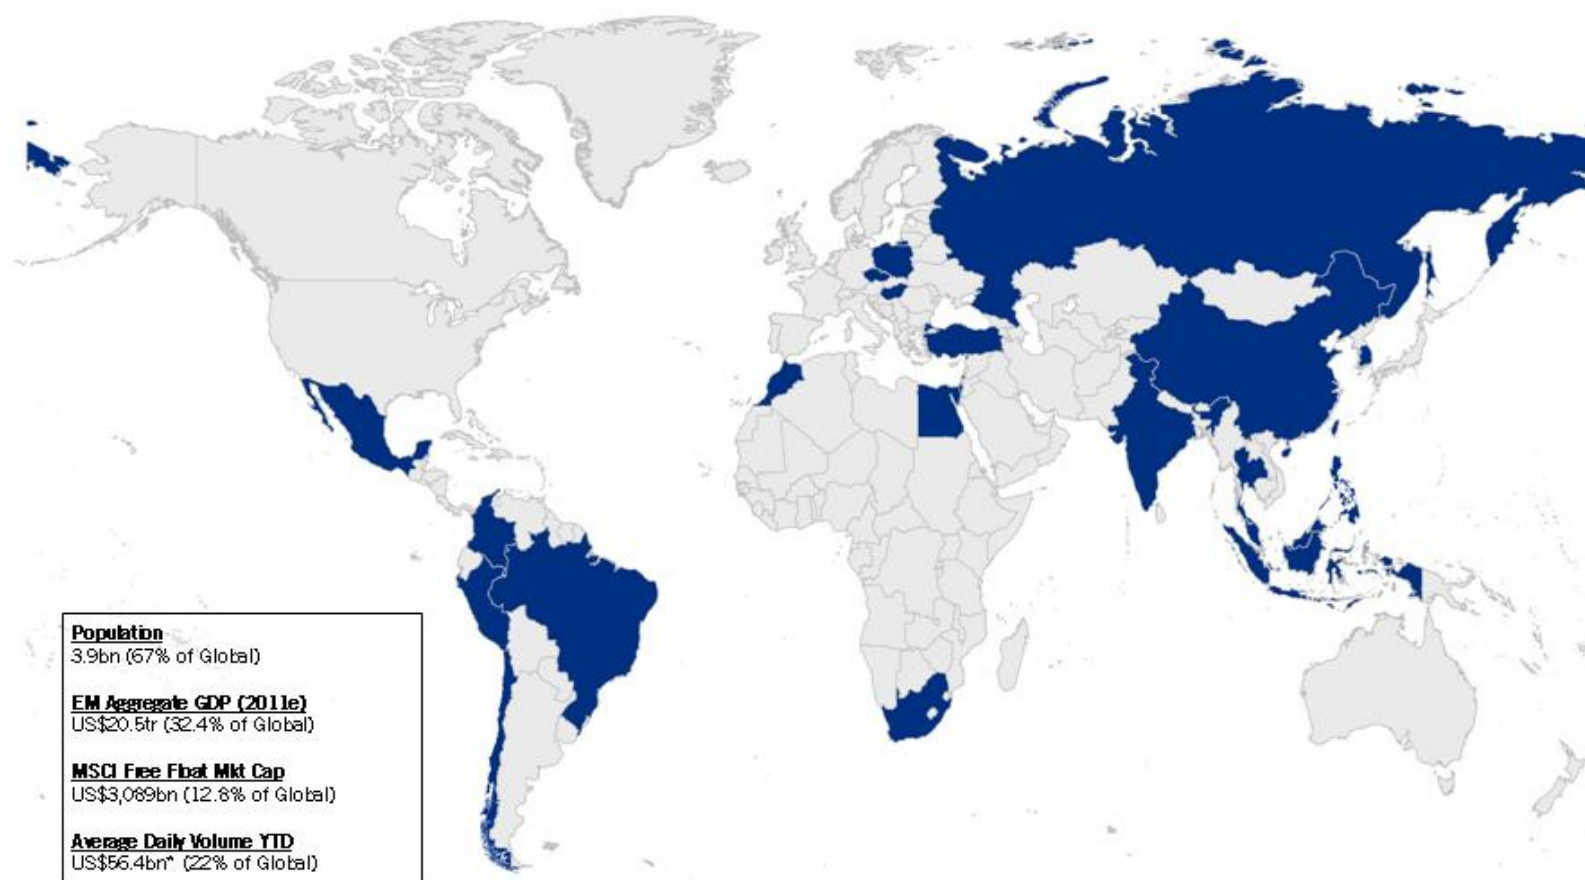 Population
3.9bn (67% of Global)
EM Aggregate GDP (2011e)
US$20.5tr (32.4% of Global)
MSCI Free Float Mkt Cap
US$3,089bn (12.8% of Global)
Average Daily Volume YTD
US$56.4bn* (22% of Global)